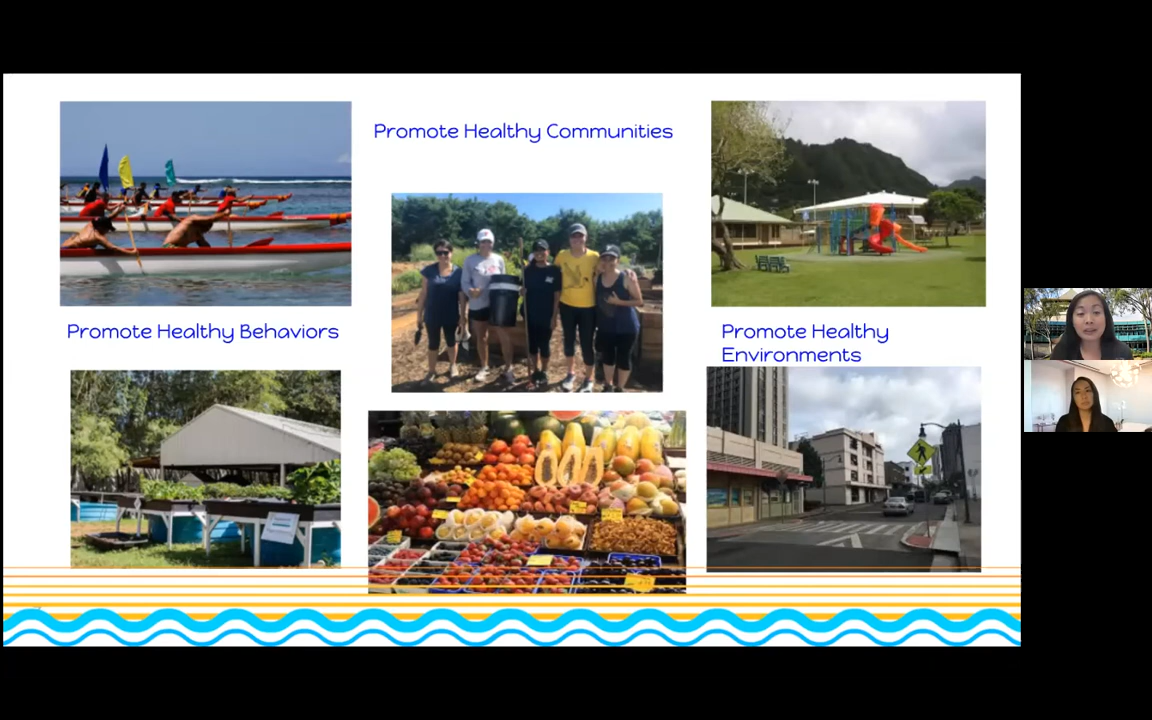 Promote Healthy Communities
Promote Healthy Behaviors
Promote Healthy
Environments